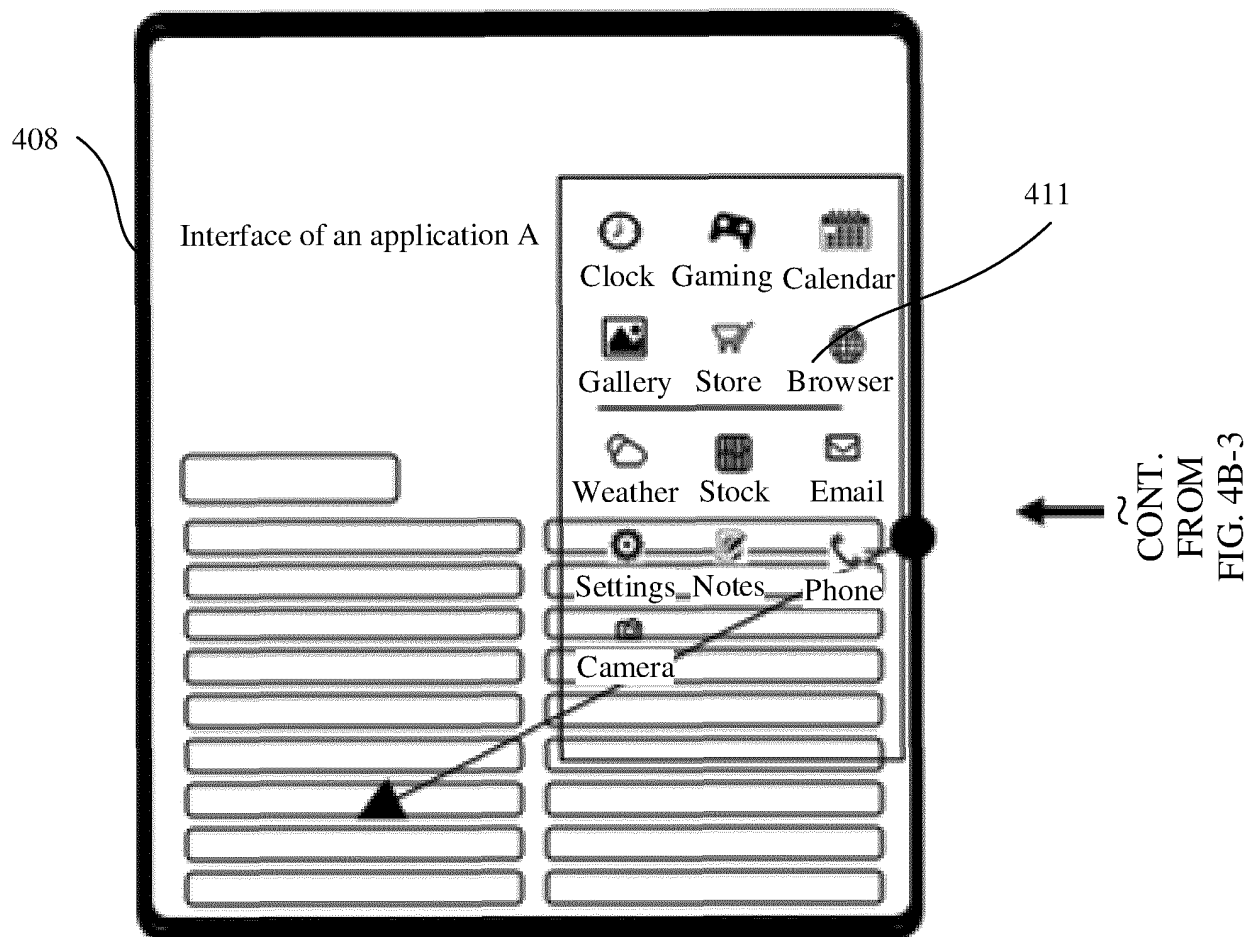 408
411
Interface of an application A
Clock Gaming Calendar
Gallery Store Browser
Weather Stock Email
Settings Notes Phone
Camera
CONT.
FROM
FIG. 4B-3